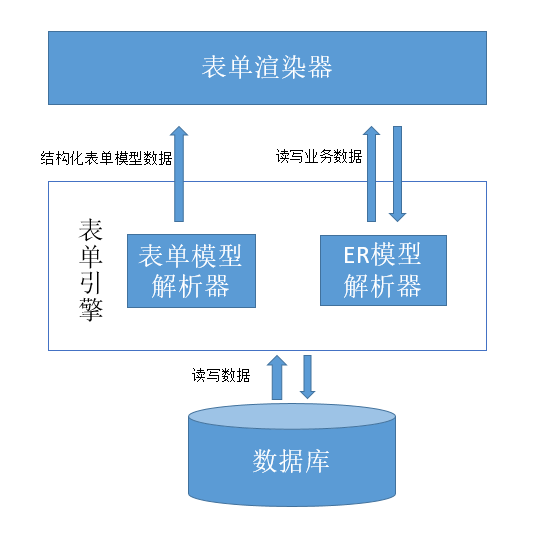 表单渲染器
结构化表单模型数据
读写业务数据
表单引擎
表单模型
解析器
ER模型
解析器
读写数据
数据库